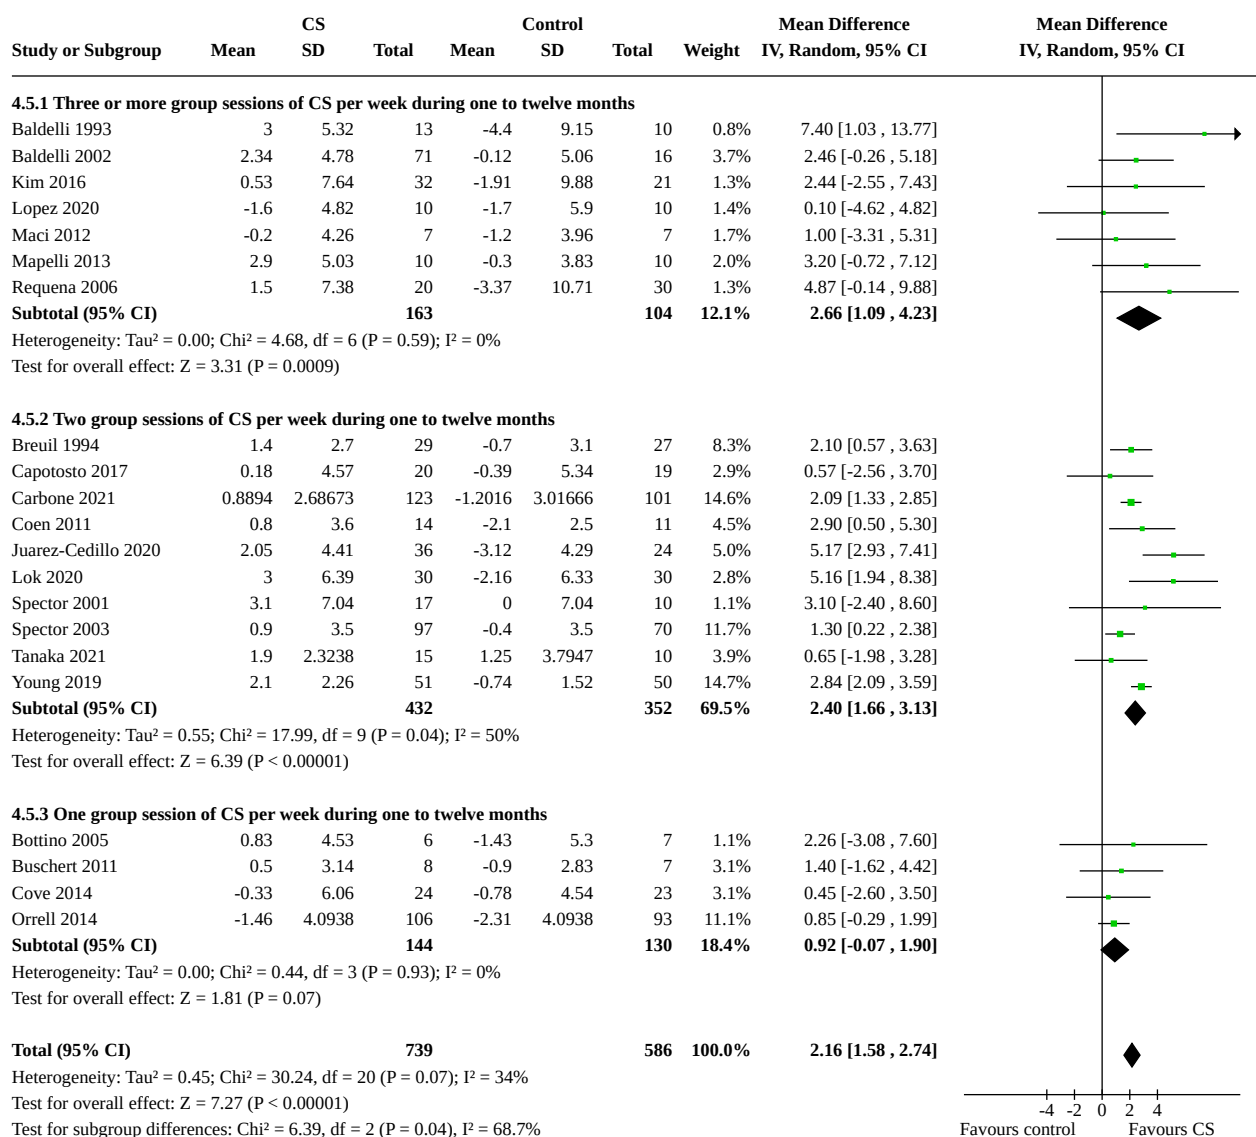 CS Control Mean Difference Mean Difference
Study or Subgroup Mean SD Total Mean SD Total Weight IV, Random, 95% CI IV, Random, 95% CI
4.5.1 Three or more group sessions of CS per week during one to twelve months
Baldelli 1993 3 5.32 13 -4.4 9.15 10 0.8% 7.40 [1.03 , 13.77]
Baldelli 2002 2.34 4.78 71 -0.12 5.06 16 3.7% 2.46 [-0.26 , 5.18]
Kim 2016 0.53 7.64 32 -1.91 9.88 21 1.3% 2.44 [-2.55 , 7.43]
Lopez 2020 -1.6 4.82 10 -1.7 5.9 10 1.4% 0.10 [-4.62 , 4.82]
Maci 2012 -0.2 4.26 7 -1.2 3.96 7 1.7% 1.00 [-3.31 , 5.31]
Mapelli 2013 2.9 5.03 10 -0.3 3.83 10 2.0% 3.20 [-0.72 , 7.12]
Requena 2006 1.5 7.38 20 -3.37 10.71 30 1.3% 4.87 [-0.14 , 9.88]
Subtotal (95% CI) 163 104 12.1% 2.66 [1.09 , 4.23]
Heterogeneity: Tau² = 0.00; Chi² = 4.68, df = 6 (P = 0.59); I² = 0%
Test for overall effect: Z = 3.31 (P = 0.0009)
4.5.2 Two group sessions of CS per week during one to twelve months
Breuil 1994 1.4 2.7 29 -0.7 3.1 27 8.3% 2.10 [0.57 , 3.63]
Capotosto 2017 0.18 4.57 20 -0.39 5.34 19 2.9% 0.57 [-2.56 , 3.70]
Carbone 2021 0.8894 2.68673 123 -1.2016 3.01666 101 14.6% 2.09 [1.33 , 2.85]
Coen 2011 0.8 3.6 14 -2.1 2.5 11 4.5% 2.90 [0.50 , 5.30]
Juarez-Cedillo 2020 2.05 4.41 36 -3.12 4.29 24 5.0% 5.17 [2.93 , 7.41]
Lok 2020 3 6.39 30 -2.16 6.33 30 2.8% 5.16 [1.94 , 8.38]
Spector 2001 3.1 7.04 17 0 7.04 10 1.1% 3.10 [-2.40 , 8.60]
Spector 2003 0.9 3.5 97 -0.4 3.5 70 11.7% 1.30 [0.22 , 2.38]
Tanaka 2021 1.9 2.3238 15 1.25 3.7947 10 3.9% 0.65 [-1.98 , 3.28]
Young 2019 2.1 2.26 51 -0.74 1.52 50 14.7% 2.84 [2.09 , 3.59]
Subtotal (95% CI) 432 352 69.5% 2.40 [1.66 , 3.13]
Heterogeneity: Tau² = 0.55; Chi² = 17.99, df = 9 (P = 0.04); I² = 50%
Test for overall effect: Z = 6.39 (P < 0.00001)
4.5.3 One group session of CS per week during one to twelve months
Bottino 2005 0.83 4.53 6 -1.43 5.3 7 1.1% 2.26 [-3.08 , 7.60]
Buschert 2011 0.5 3.14 8 -0.9 2.83 7 3.1% 1.40 [-1.62 , 4.42]
Cove 2014 -0.33 6.06 24 -0.78 4.54 23 3.1% 0.45 [-2.60 , 3.50]
Orrell 2014 -1.46 4.0938 106 -2.31 4.0938 93 11.1% 0.85 [-0.29 , 1.99]
Subtotal (95% CI) 144 130 18.4% 0.92 [-0.07 , 1.90]
Heterogeneity: Tau² = 0.00; Chi² = 0.44, df = 3 (P = 0.93); I² = 0%
Test for overall effect: Z = 1.81 (P = 0.07)
Total (95% CI) 739 586 100.0% 2.16 [1.58 , 2.74]
Heterogeneity: Tau² = 0.45; Chi² = 30.24, df = 20 (P = 0.07); I² = 34%
Test for overall effect: Z = 7.27 (P < 0.00001)
-4 -2 0 2 4
Test for subgroup differences: Chi² = 6.39, df = 2 (P = 0.04), I² = 68.7%
Favours control Favours CS